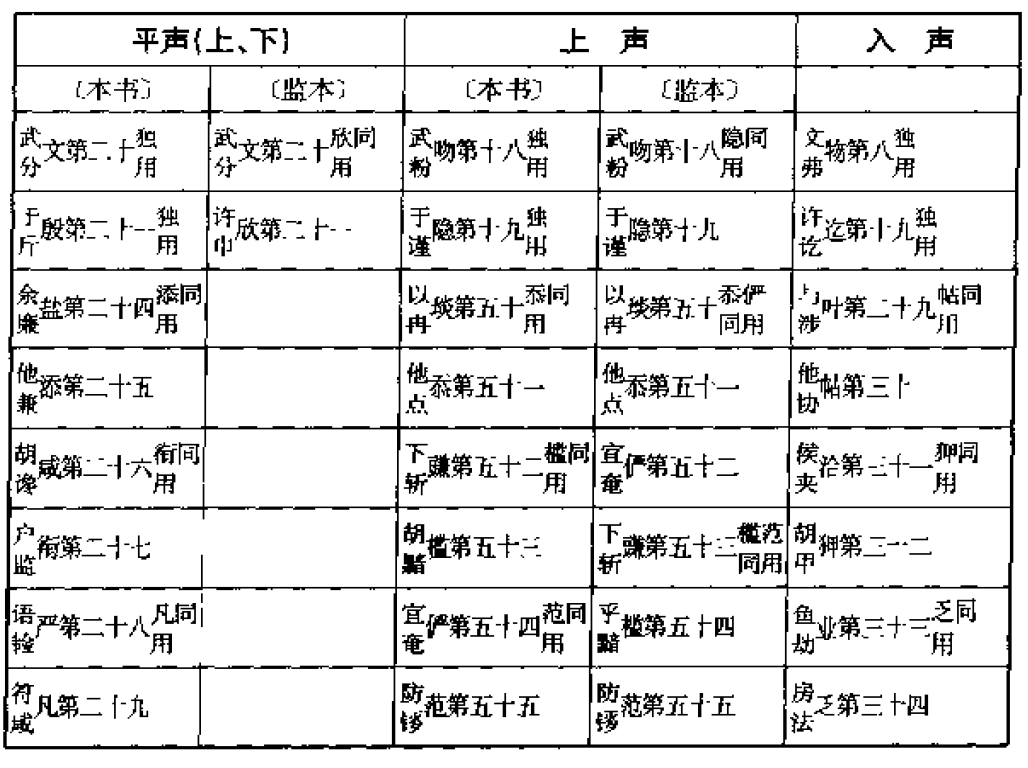 平声(上、下) 上 声 入 声
〔本书〕 〔监本〕 〔本书〕 〔监本〕
武分文第二十独用 武分文第二十欣同用 武粉吻第十八独用 武粉吻第十八隐同用 文弗物第八独用
于斤殷第二十一独用 许巾欣第二十一 于谨隐第十九独用 于谨隐第十九 许讫迄第十九独用
余廉盐第二十四添同用 以冉琰第五十忝同用 以冉琰第五十忝俨同用 与涉叶第二十九帖同用
他兼添第二十五 他点忝第五十一 他点忝第五十一 他协帖第三十
胡谗咸第二十六衔同用 下斩豏第五十二槛同用 宜奄俨第五十二 侯夹洽第三十一狎同用
户监衔第二十七 胡黤槛第五十三 下斩豏第五十三槛范同用 胡甲狎第三十二
语验严第二十八凡同用 宜奄俨第五十四范同用 乎黤槛第五十四 鱼劫业第三十三乏同用
符咸凡第二十九 防锬范第五十五 防锬范第五十五 房法乏第三十四